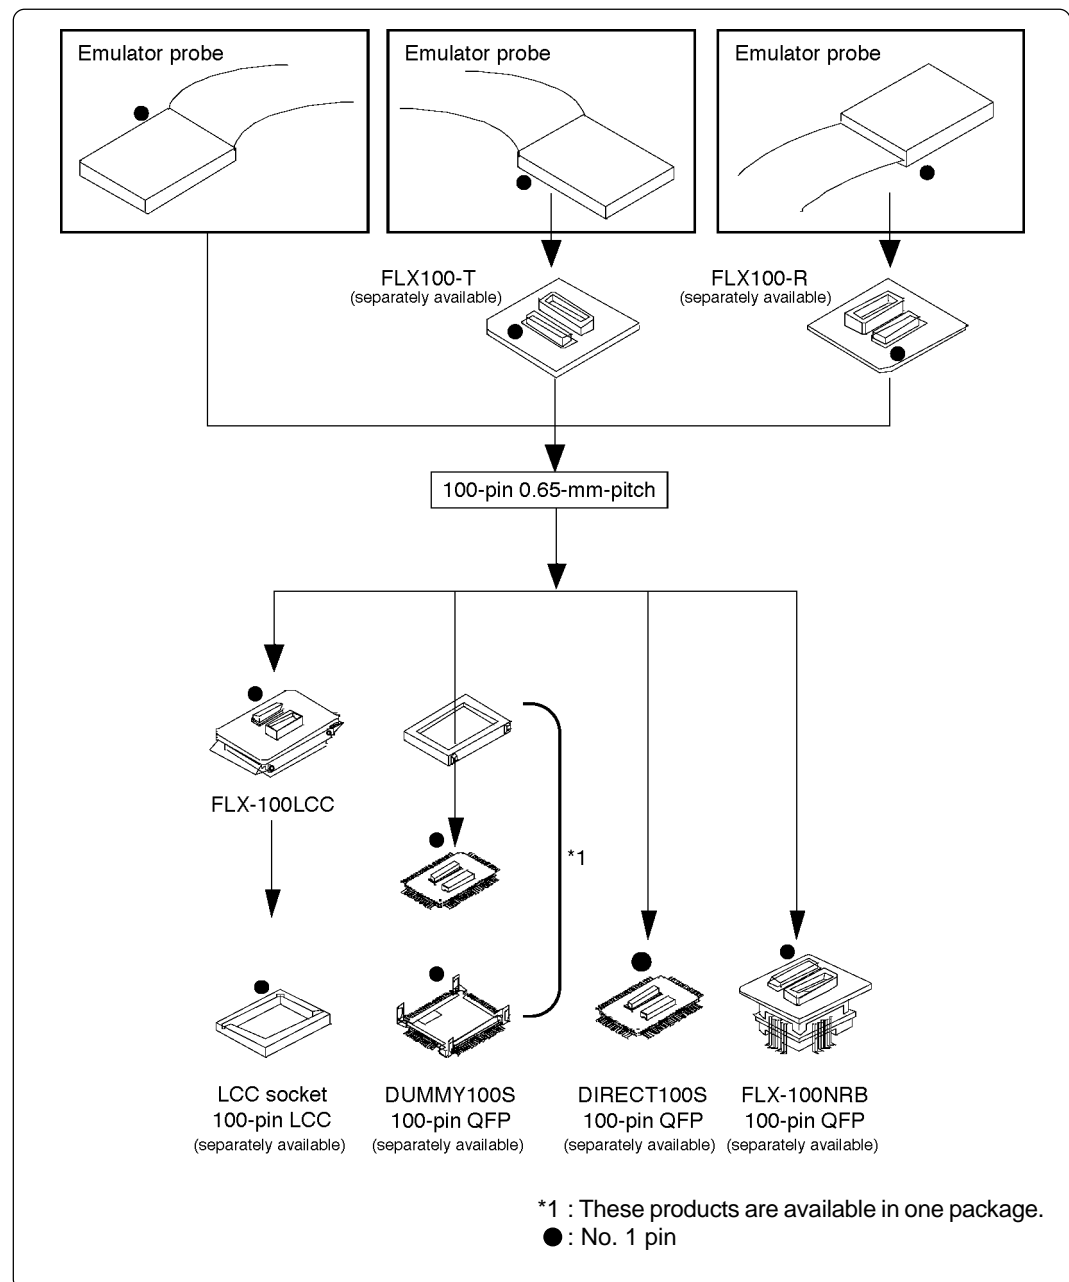 Emulator probe
Emulator probe
Emulator probe
FLX100-T
(separately available)
FLX100-R
(separately available)
100-pin 0.65-mm-pitch
FLX-100LCC
*1
LCC socket
100-pin LCC
(separately available)
DUMMY100S
100-pin QFP
(separately available)
DIRECT100S
100-pin QFP
(separately available)
FLX-100NRB
100-pin QFP
(separately available)
*1 : These products are available in one package.
● : No. 1 pin